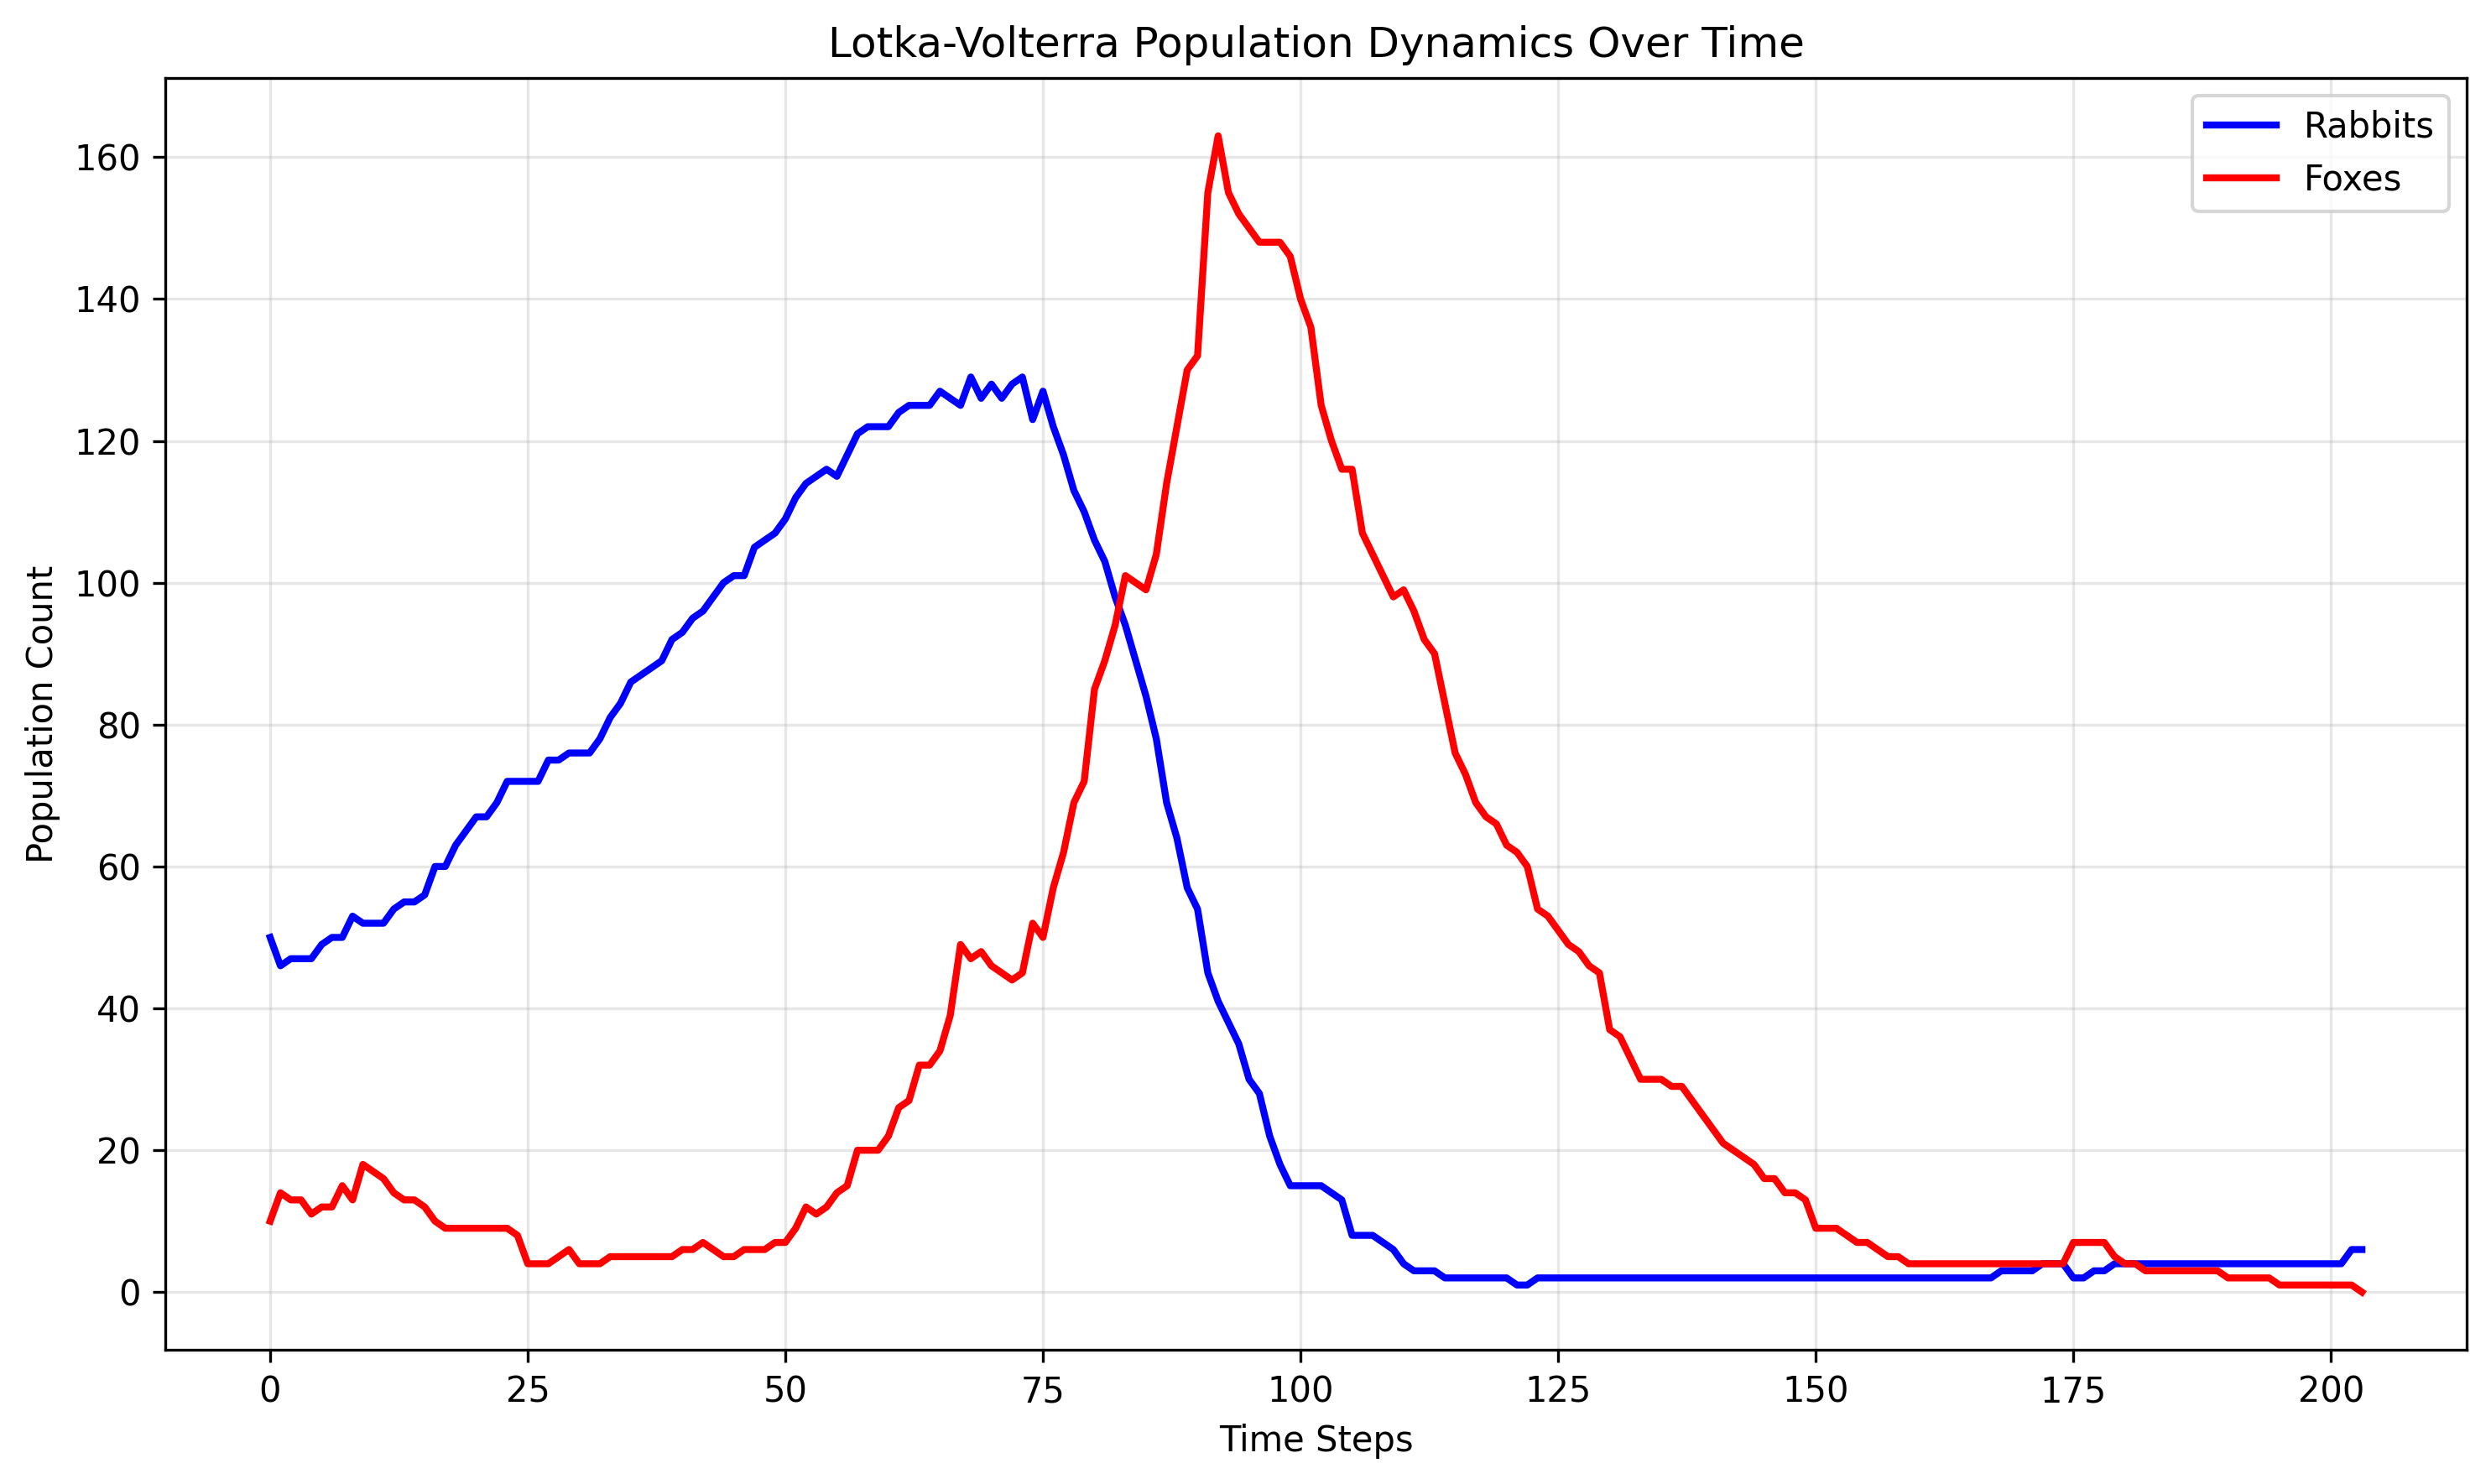 Lotka-Volterra Population Dynamics Over Time
Rabbits
Foxes
Population Count
160
140
120
100
80
60
40
20
0
0 25 50 75 100 125 150 175 200
Time Steps